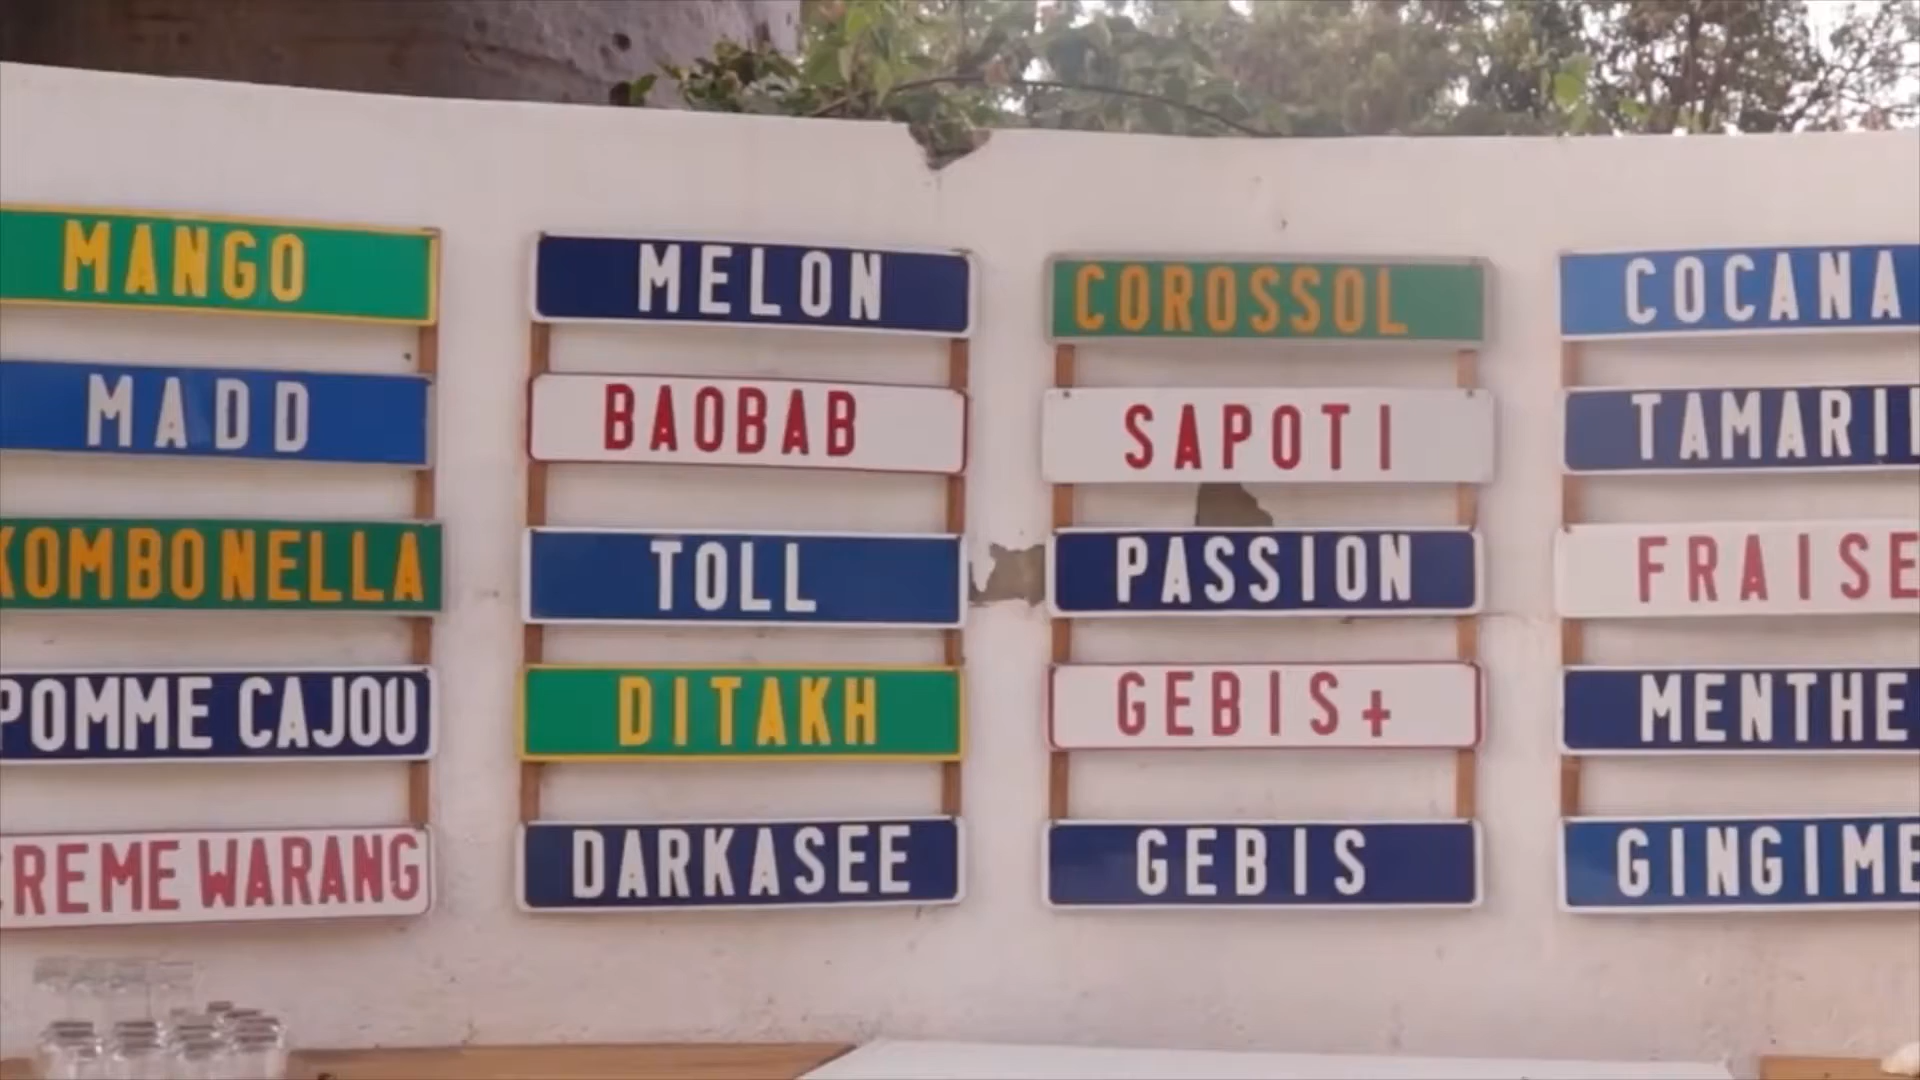 MANGO
MADD
KOMBONELLA
POMME CAJOU
CREME WARANG
MELON
BAOBAB
TOLL
DITAKH
DARKASEE
COROSSOL
SAPOTI
PASSION
GEBIS+
GEBIS
COCANA
TAMARI
FRAISE
MENTHE
GINGIME